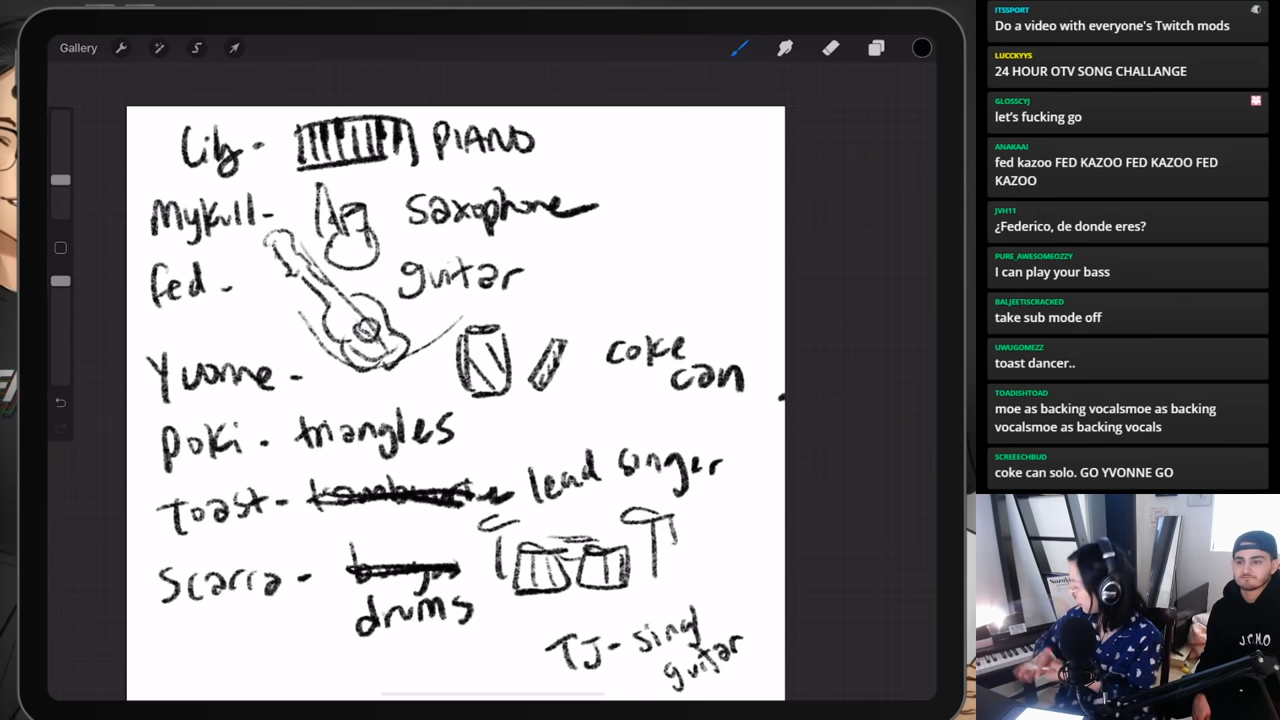 Gallery
Lily - PIANO
Mykull - saxophone
fed - guitar
Yvonne - coke can
poki - triangles
toast - lead singer
Scarra -
drums
TJ - sing guitar
ITSSPORT
Do a video with everyone's Twitch mods
LUCCKYYS
24 HOUR OTV SONG CHALLANGE
GLOSSCYJ
let's fucking go
ANAKAAI
fed kazoo FED KAZOO FED KAZOO FED
KAZOO
JVH11
¿Federico, de donde eres?
PURE_AWESOMEOZZY
I can play your bass
BALJEETISCRACKED
take sub mode off
UWUGOMEZZ
toast dancer..
TOADISHTOAD
moe as backing vocalsmoe as backing
vocalsmoe as backing vocals
SCREEECHBUD
coke can solo. GO YVONNE GO
J.C.M.O